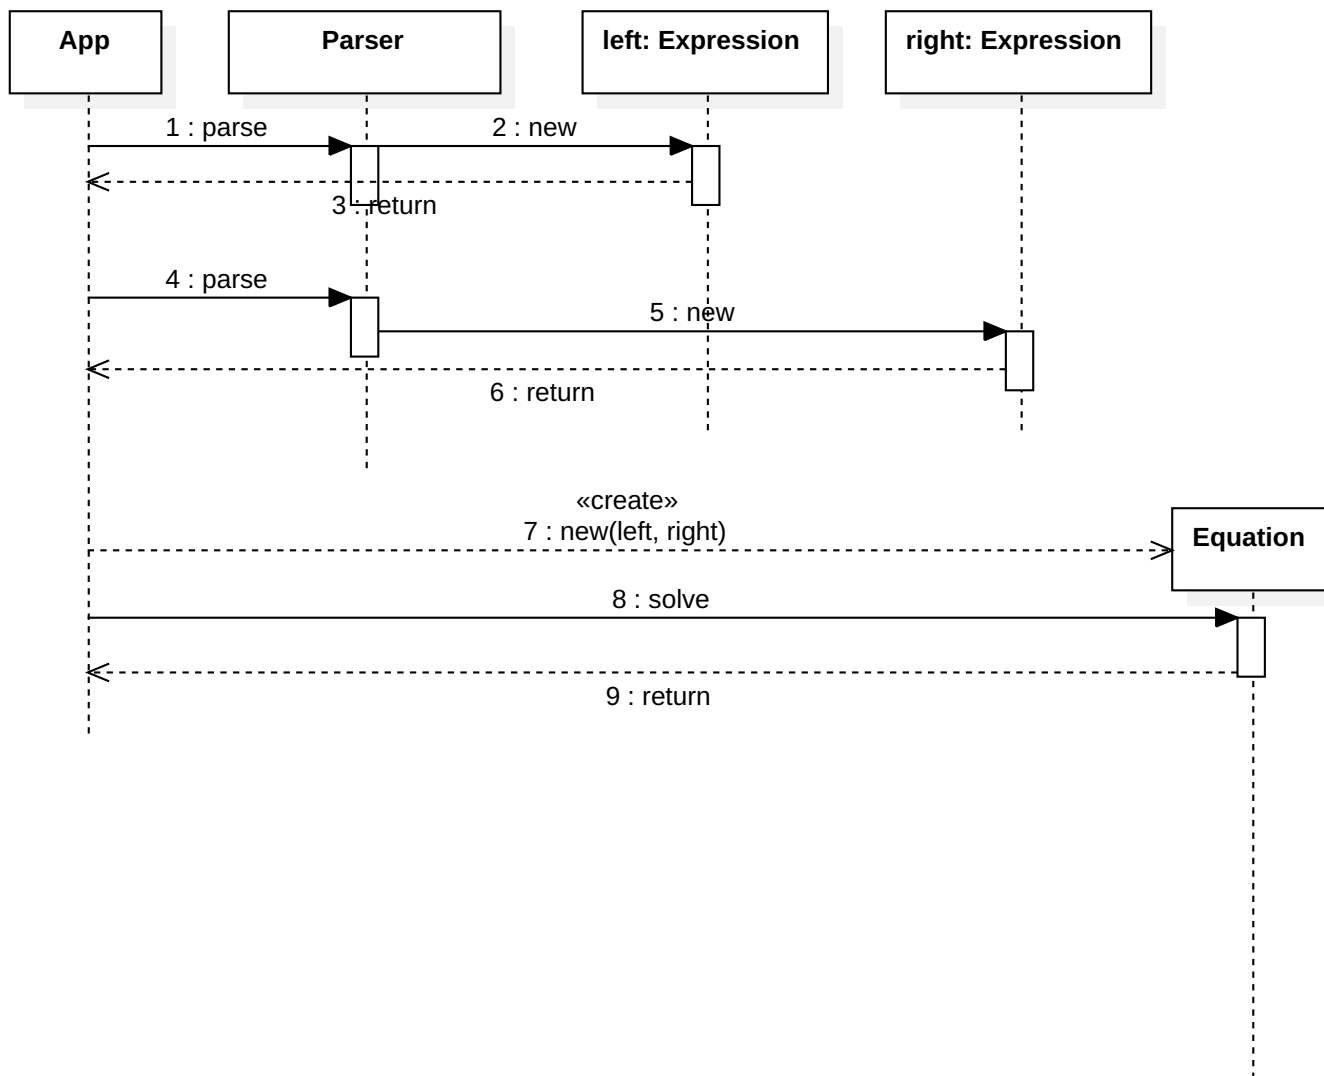 App
Parser
left: Expression
right: Expression
1 : parse
2 : new
3 : return
4 : parse
5 : new
6 : return
«create»
7 : new(left, right)
Equation
8 : solve
9 : return